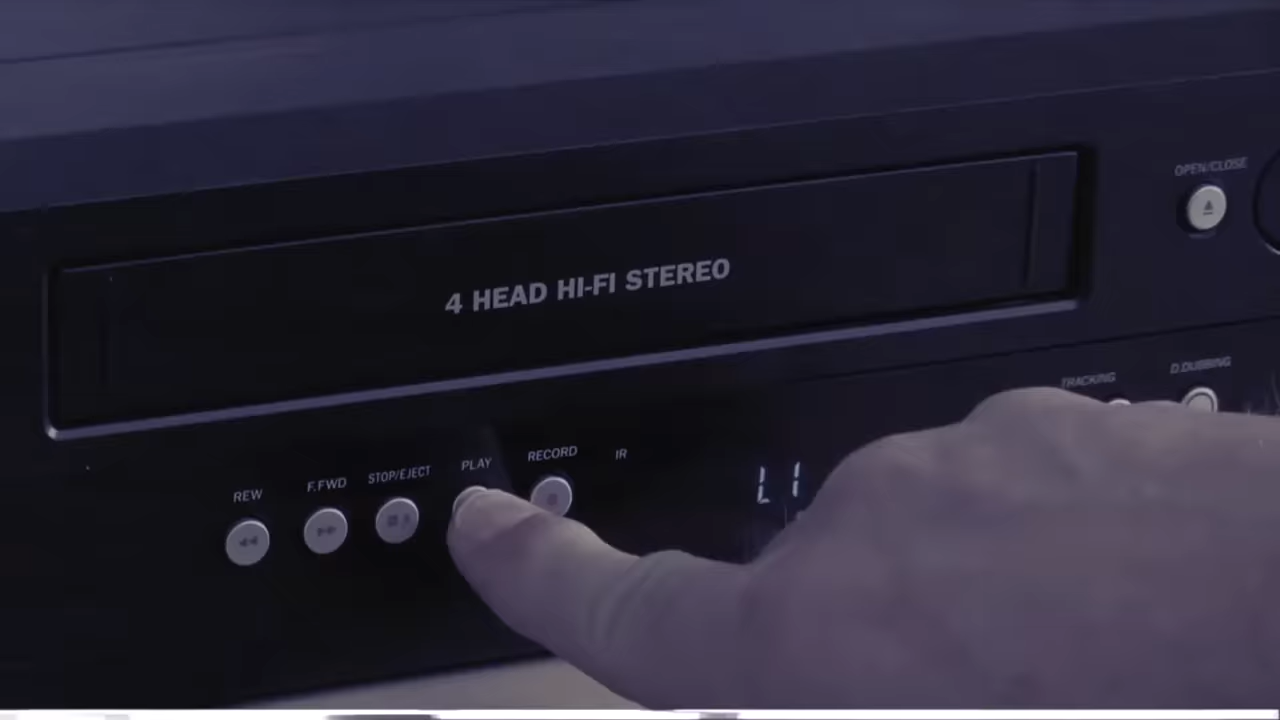 OPEN/CLOSE
4 HEAD HI-FI STEREO
TRACKING
D.DUBBING
REW
F.FWD
STOP/EJECT
PLAY
RECORD
IR
L1